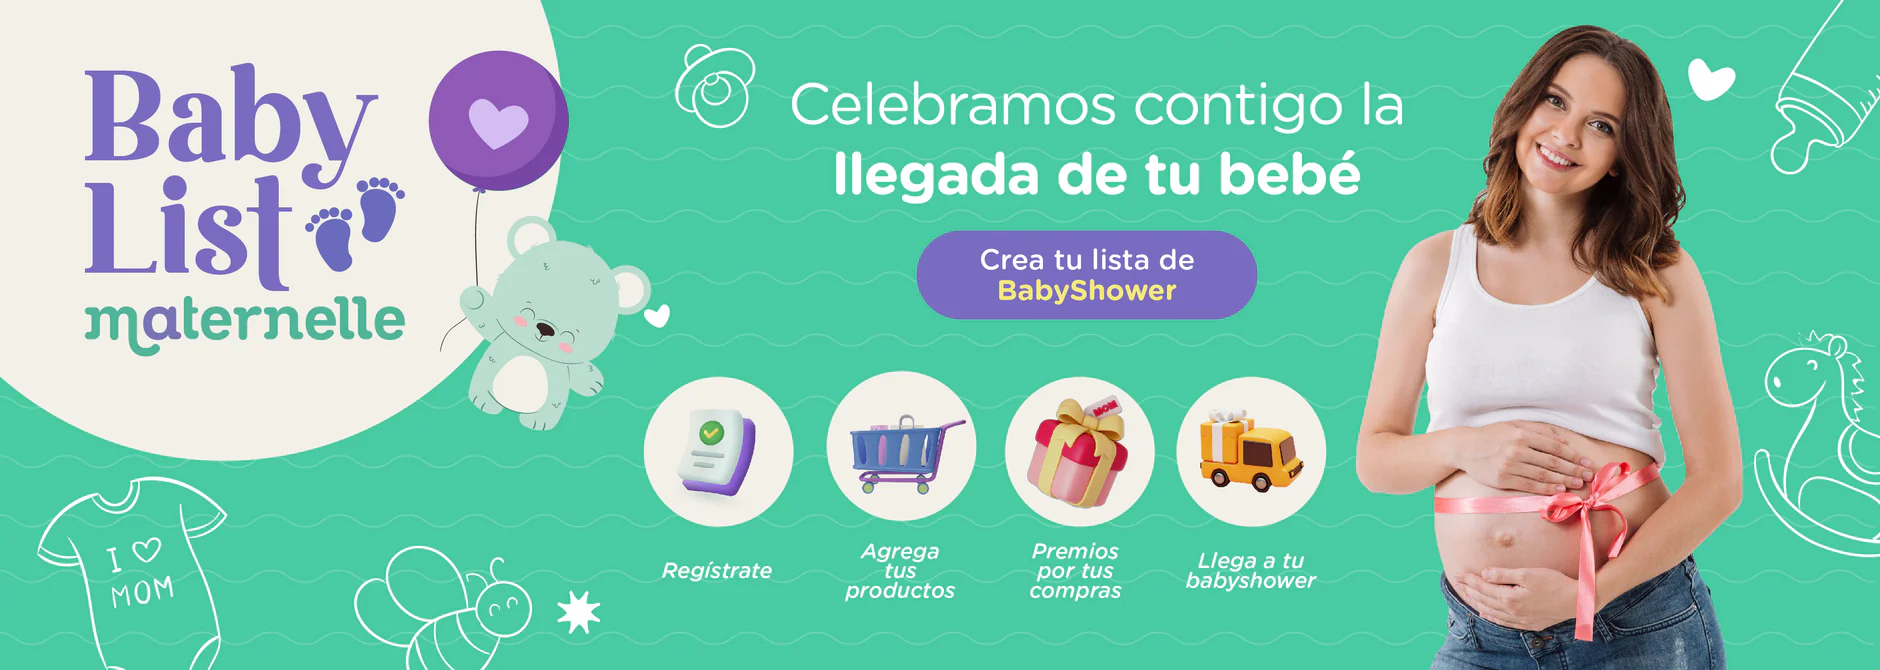 Baby
List
maternelle
Celebramos contigo la
llegada de tu bebé
Crea tu lista de
BabyShower
MOM
Regístrate
Agrega
tus
productos
Premios
por tus
compras
Llega a tu
babyshower
I
MOM